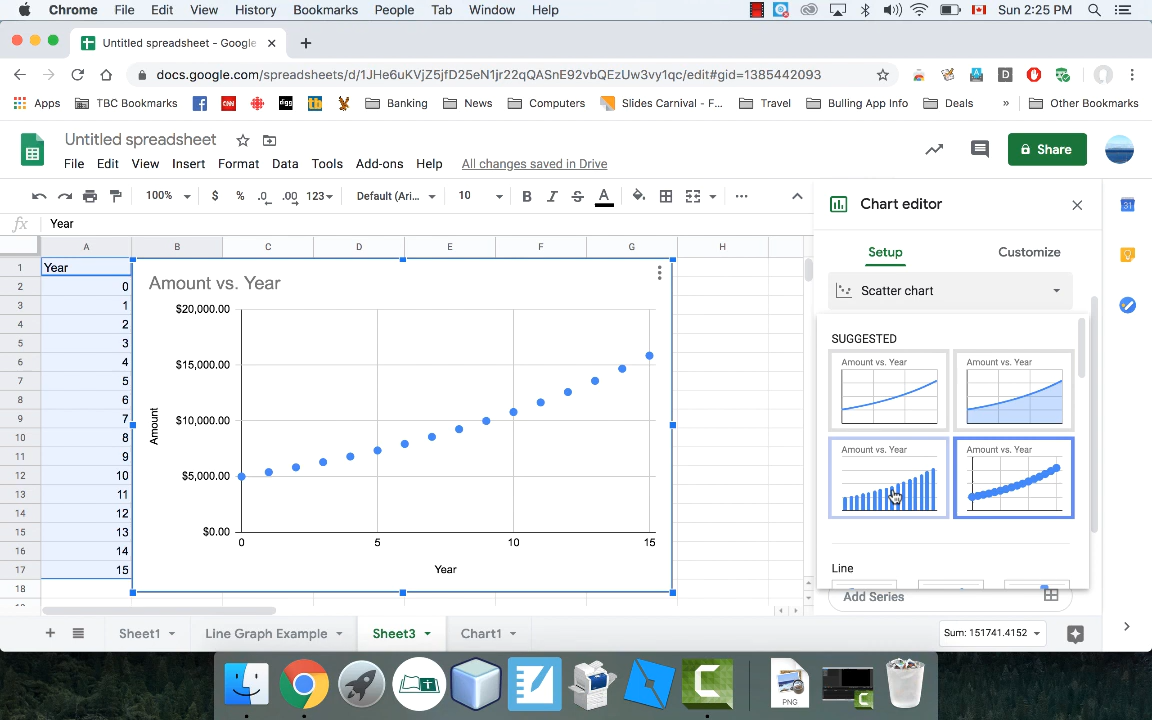 Chrome File Edit View History Bookmarks People Tab Window Help Sun 2:25 PM
Untitled spreadsheet - Google
docs.google.com/spreadsheets/d/1JHe6uKVjZ5jfD25eN1jr22qQASnE92vbQEzUw3vy1qc/edit#gid=1385442093
Apps TBC Bookmarks Banking News Computers Slides Carnival - F... Travel Bulling App Info Deals » Other Bookmarks
Untitled spreadsheet
File Edit View Insert Format Data Tools Add-ons Help All changes saved in Drive
Share
100% $ % .0 .00 123 Default (Ari... 10 B I S A
fx Year
A B C D E F G H
1 Year
2 0
3 1
4 2
5 3
6 4
7 5
8 6
9 7
10 8
11 9
12 10
13 11
14 12
15 13
16 14
17 15
18
Amount vs. Year
$20,000.00
$15,000.00
$10,000.00
$5,000.00
$0.00
Amount
0 5 10 15
Year
Chart editor
Setup Customize
Scatter chart
SUGGESTED
Amount vs. Year Amount vs. Year
Amount vs. Year Amount vs. Year
Line
Add Series
31
Sheet1 Line Graph Example Sheet3 Chart1
Sum: 151741.4152
PNG